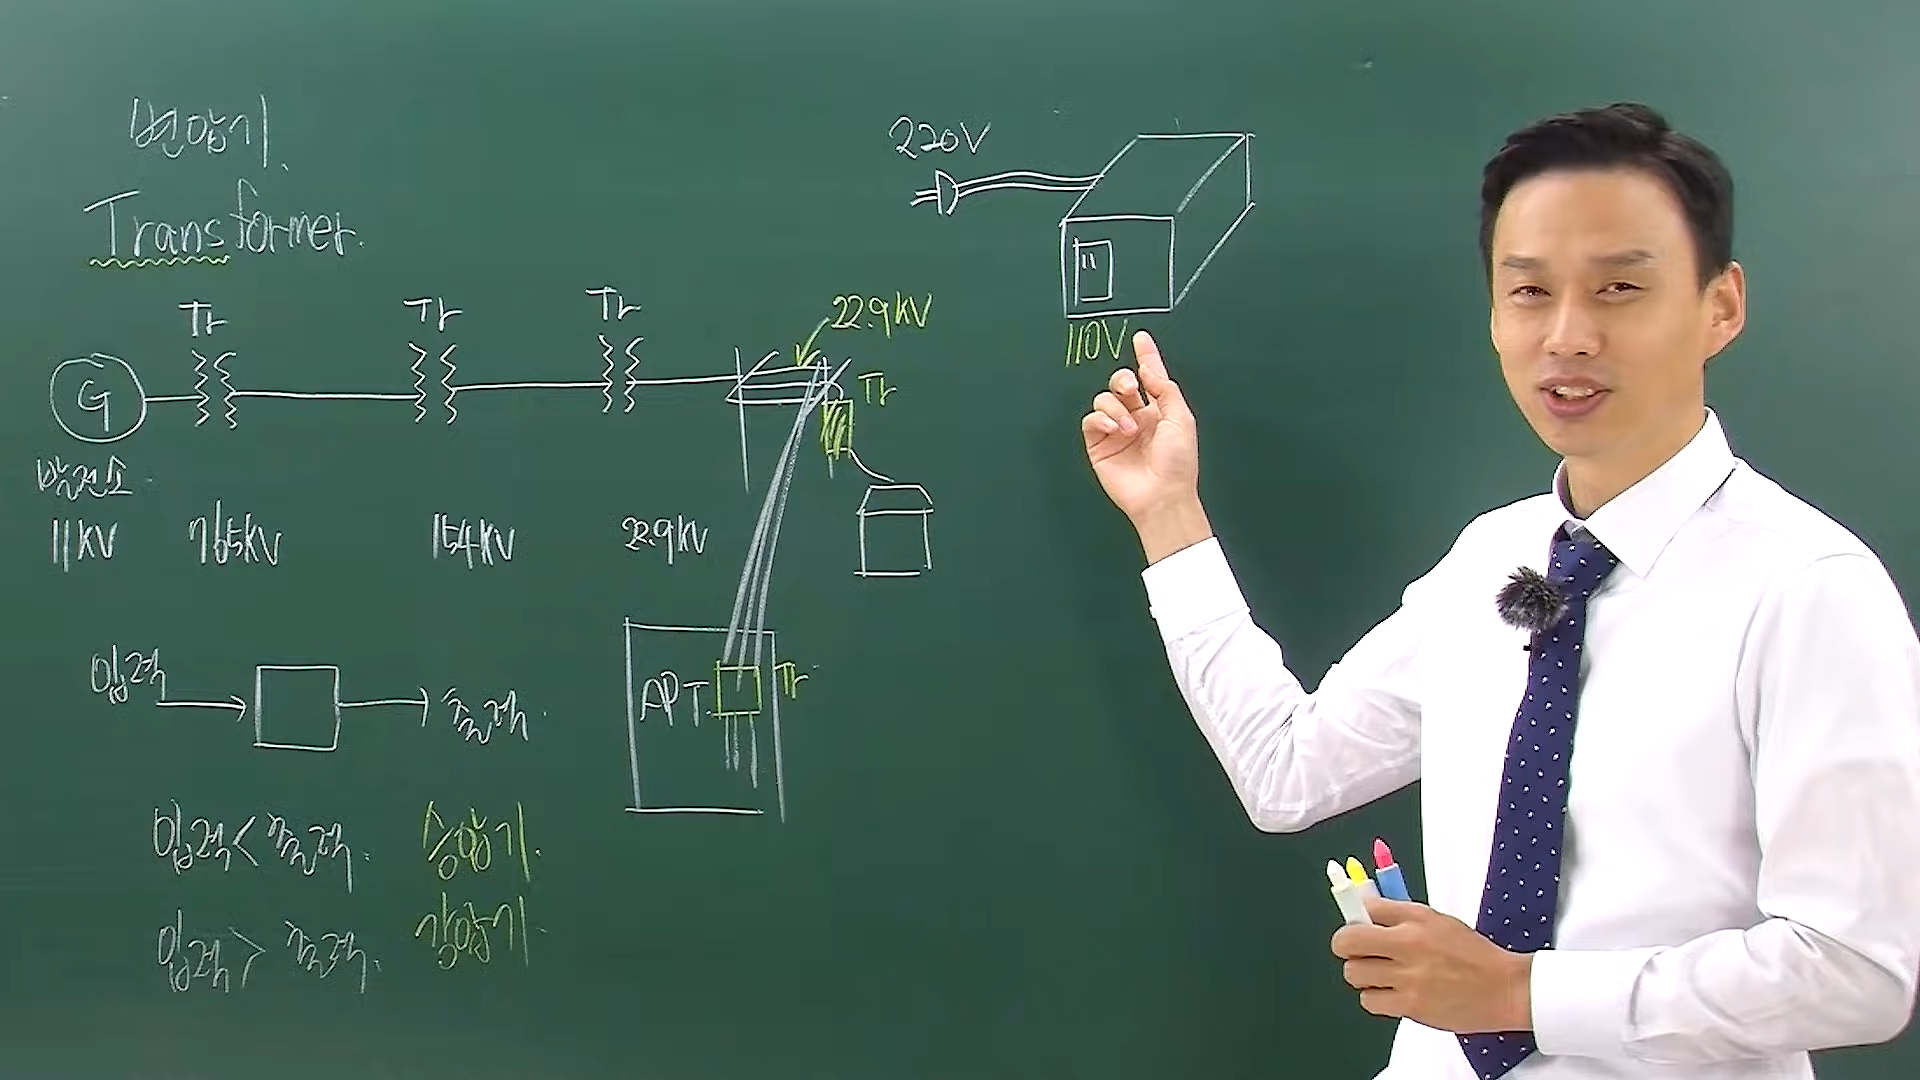 변압기.
Transformer.
Tr Tr Tr
22.9kV
Tr
G
발전소.
11kV 765kV 154kV 22.9kV
입력 출력.
APT. Tr
입력 < 출력. 승압기.
입력 > 출력. 강압기.
220V
110V